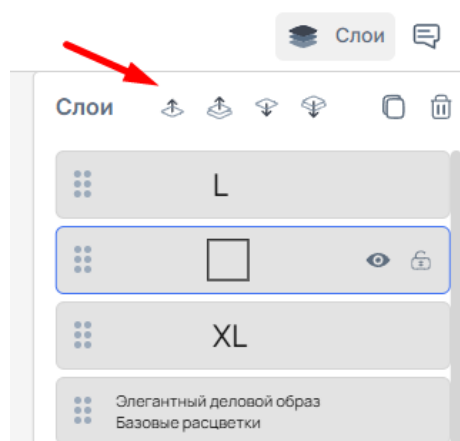 Слои
Слои
L
XL
Элегантный деловой образ
Базовые расцветки